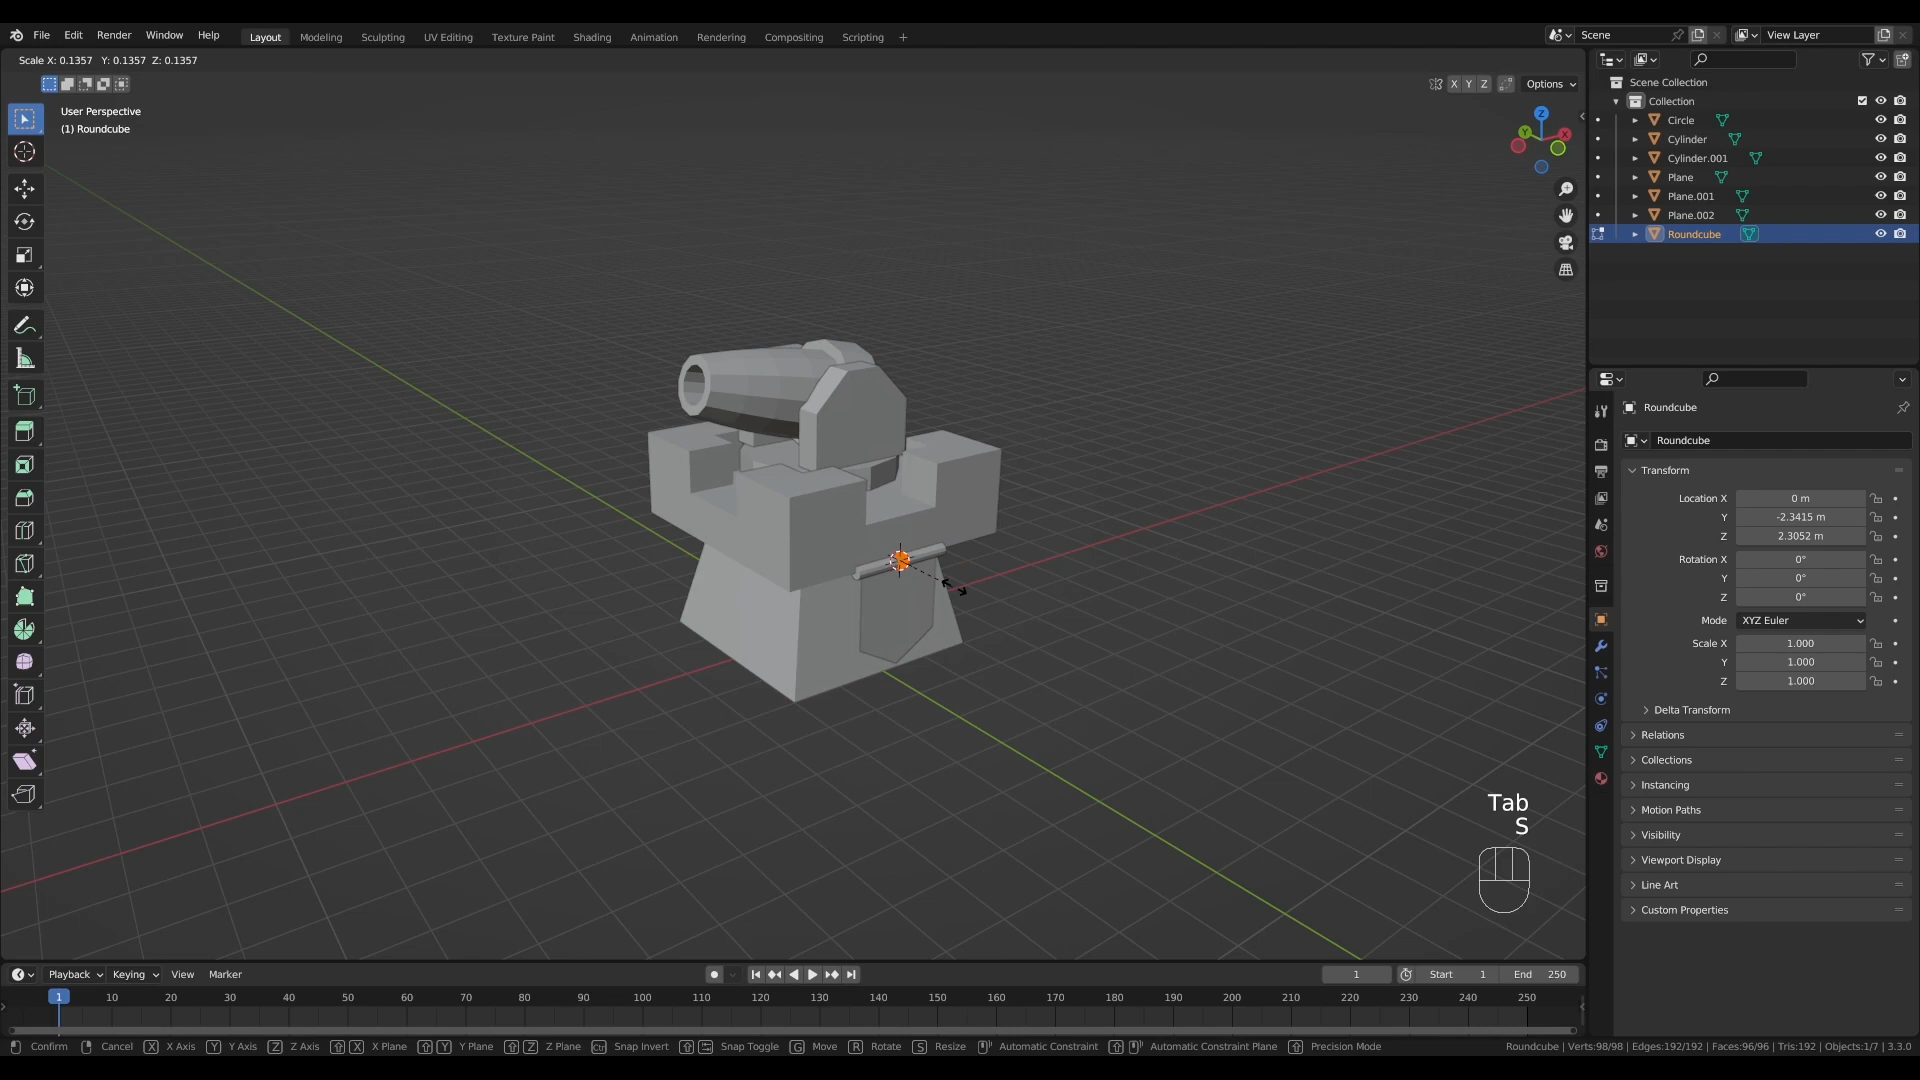 File Edit Render Window Help Layout Modeling Sculpting UV Editing Texture Paint Shading Animation Rendering Compositing Scripting + Scene View Layer
Scale X: 0.1357 Y: 0.1357 Z: 0.1357
X Y Z Options
User Perspective
(1) Roundcube
Z
Y X
Scene Collection
Collection
Circle
Cylinder
Cylinder.001
Plane
Plane.001
Plane.002
Roundcube
Roundcube
Roundcube
Transform
Location X 0 m
Y -2.3415 m
Z 2.3052 m
Rotation X 0°
Y 0°
Z 0°
Mode XYZ Euler
Scale X 1.000
Y 1.000
Z 1.000
Delta Transform
Relations
Collections
Instancing
Motion Paths
Visibility
Viewport Display
Line Art
Custom Properties
Tab
S
Playback Keying View Marker 1 Start 1 End 250
1 10 20 30 40 50 60 70 80 90 100 110 120 130 140 150 160 170 180 190 200 210 220 230 240 250
Confirm Cancel X X Axis Y Y Axis Z Z Axis X X Plane Y Y Plane Z Z Plane Ctrl Snap Invert Snap Toggle G Move R Rotate S Resize Automatic Constraint Automatic Constraint Plane Precision Mode Roundcube | Verts:98/98 | Edges:192/192 | Faces:96/96 | Tris:192 | Objects:1/7 | 3.3.0